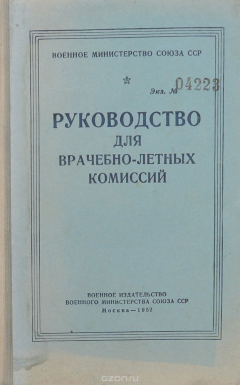 ВОЕННОЕ МИНИСТЕРСТВО СОЮЗА ССР
Экз. № 04223
РУКОВОДСТВО
ДЛЯ
ВРАЧЕБНО-ЛЕТНЫХ
КОМИССИЙ
ВОЕННОЕ ИЗДАТЕЛЬСТВО
ВОЕННОГО МИНИСТЕРСТВА СОЮЗА ССР
Москва—1952
ozon.ru